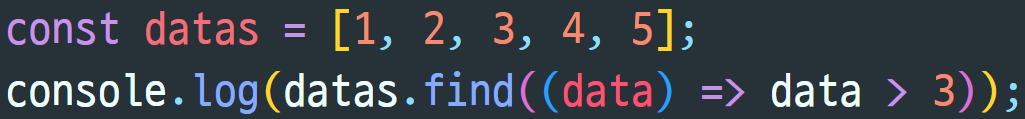 const datas = [1, 2, 3, 4, 5];
console.log(datas.find((data) => data > 3));